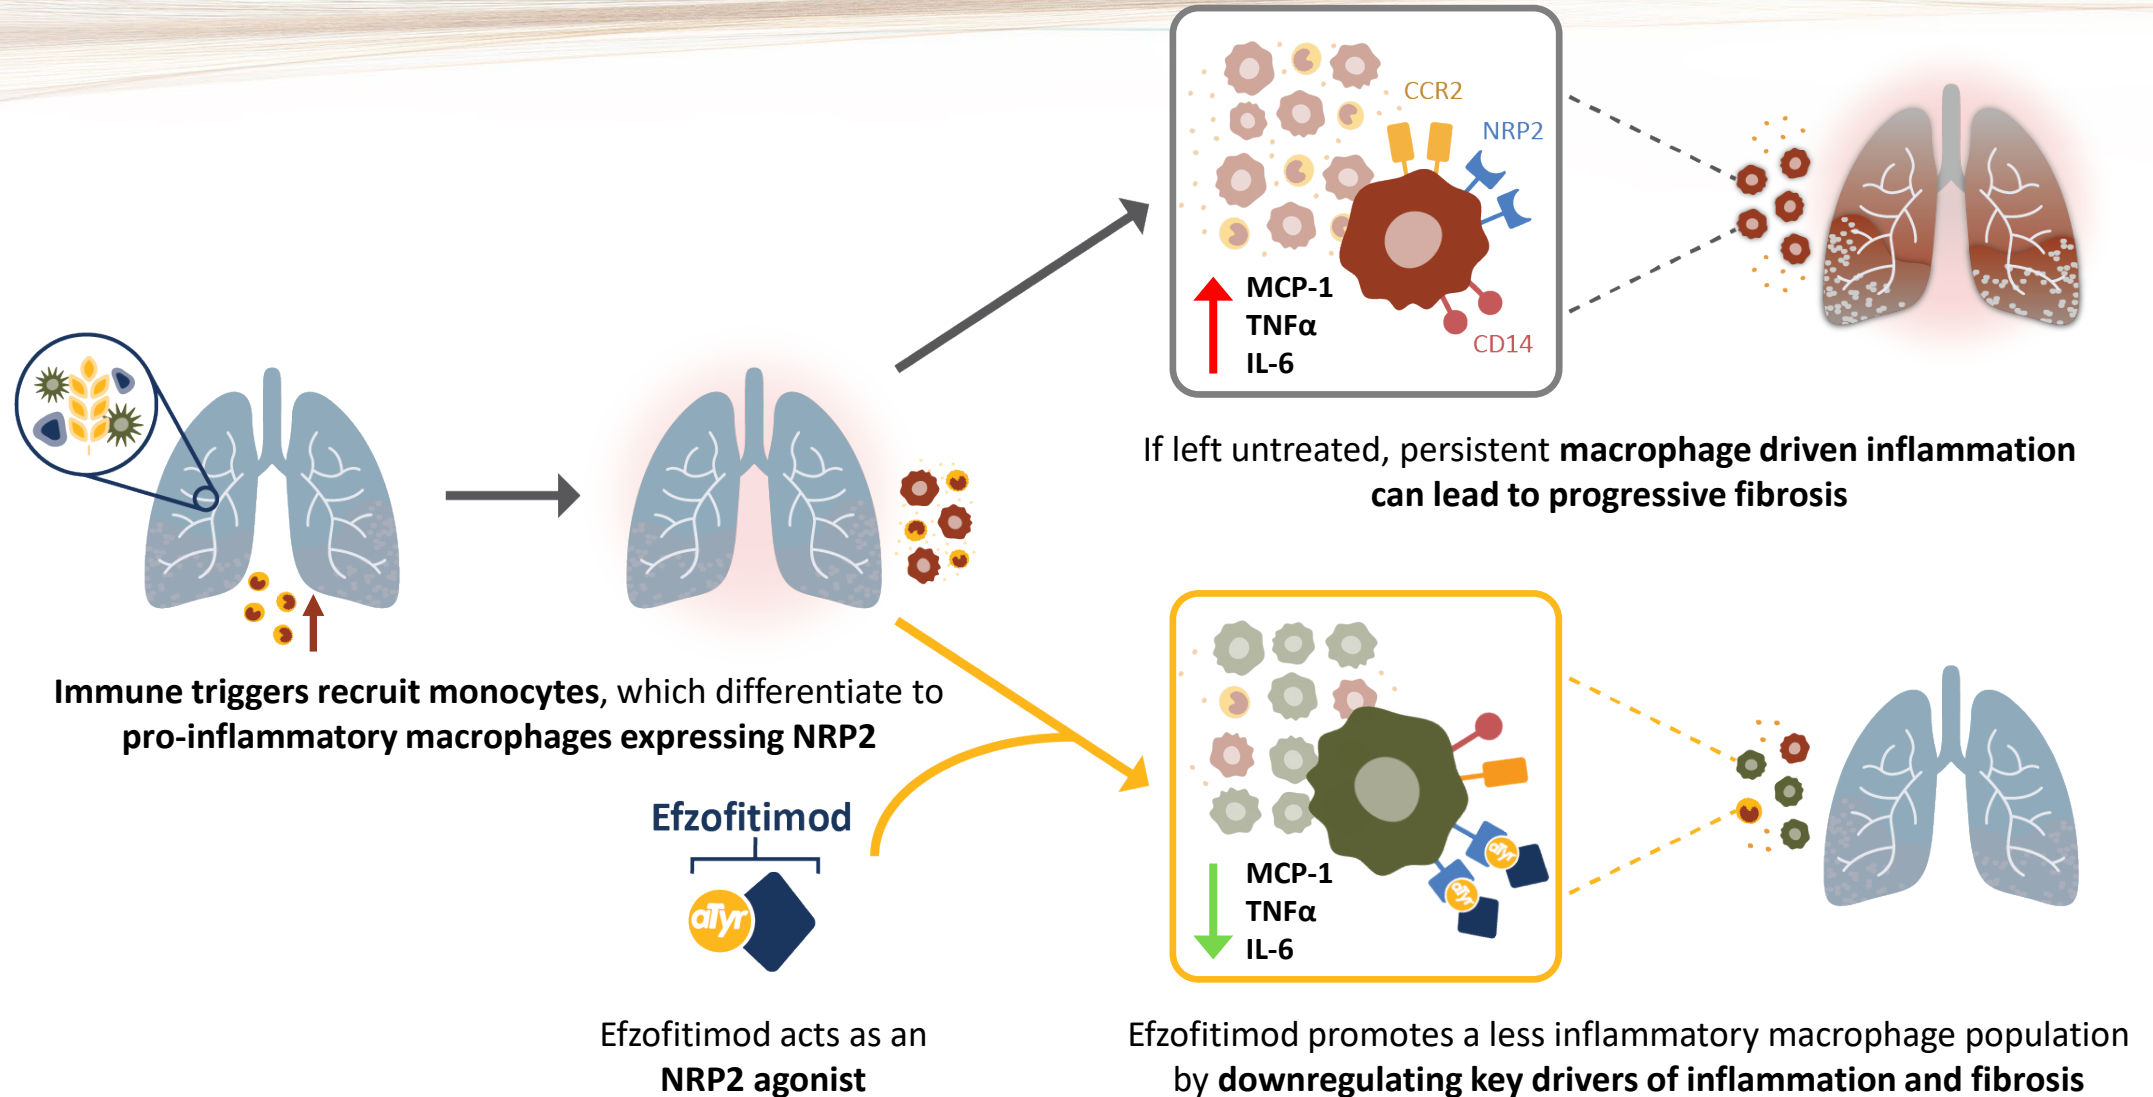 CCR2
NRP2
MCP-1
TNFα
IL-6
CD14
If left untreated, persistent macrophage driven inflammation
can lead to progressive fibrosis
Immune triggers recruit monocytes, which differentiate to
pro-inflammatory macrophages expressing NRP2
Efzofitimod
aTyr
Efzofitimod acts as an
NRP2 agonist
aTyr
aTyr
MCP-1
TNFα
IL-6
Efzofitimod promotes a less inflammatory macrophage population
by downregulating key drivers of inflammation and fibrosis